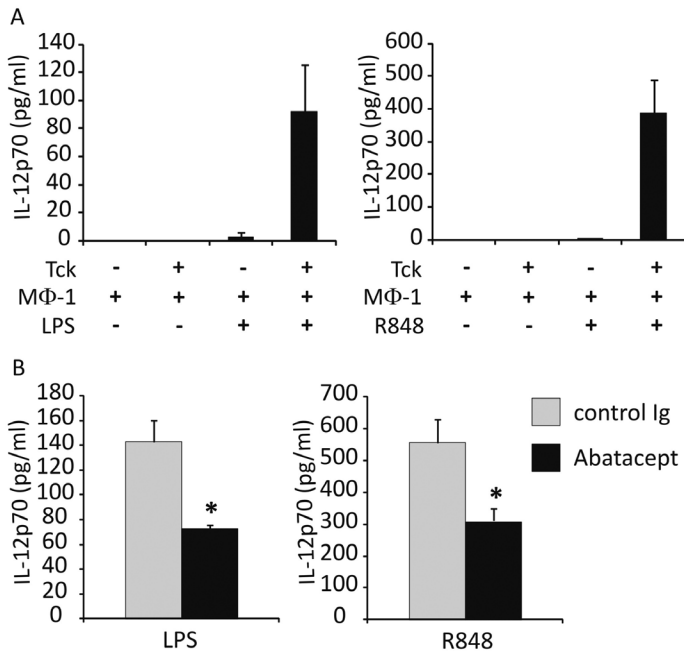 A
IL-12p70 (pg/ml)
140
120
100
80
60
40
20
0
Tck - + - +
MΦ-1 + + + +
LPS - - + +
IL-12p70 (pg/ml)
600
500
400
300
200
100
0
Tck - + - +
MΦ-1 + + + +
R848 - - + +
B
IL-12p70 (pg/ml)
180
160
140
120
100
80
60
40
20
0
*
LPS
IL-12p70 (pg/ml)
700
600
500
400
300
200
100
0
*
R848
control Ig
Abatacept